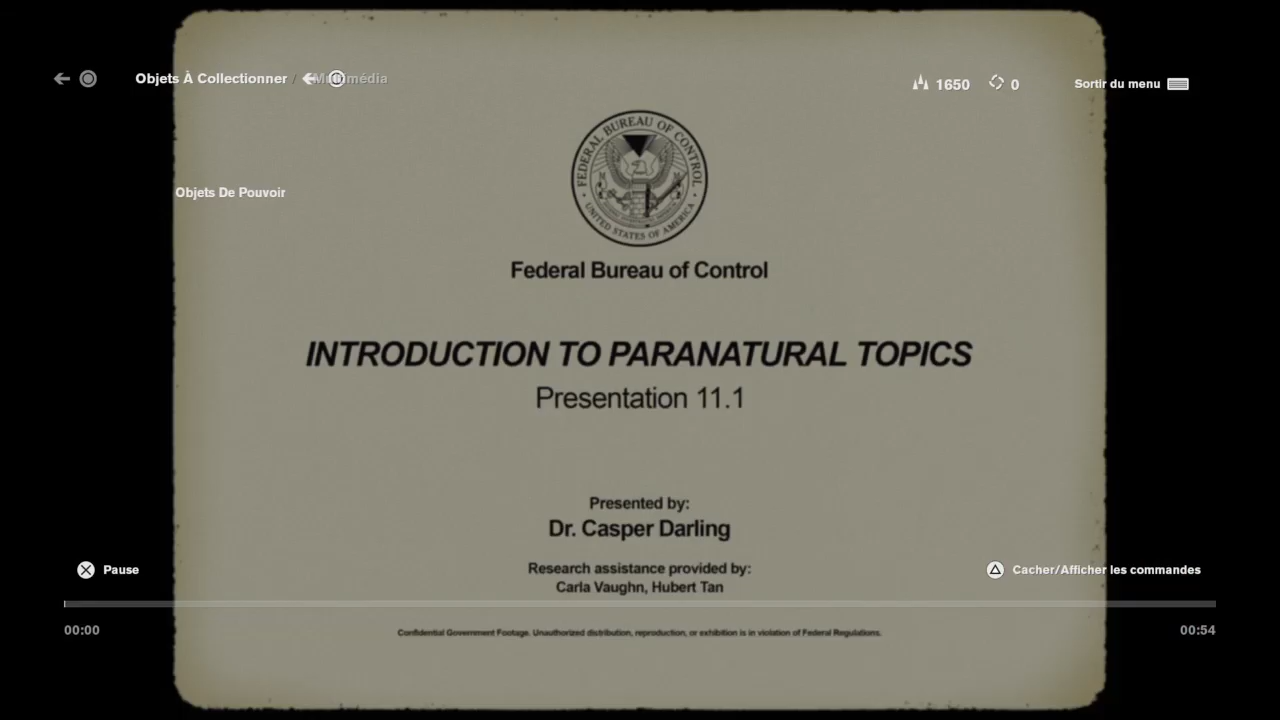 Objets À Collectionner / Multimédia
1650
0
Sortir du menu
FEDERAL BUREAU OF CONTROL
UNITED STATES OF AMERICA
Objets De Pouvoir
Federal Bureau of Control
INTRODUCTION TO PARANATURAL TOPICS
Presentation 11.1
Presented by:
Dr. Casper Darling
Research assistance provided by:
Carla Vaughn, Hubert Tan
Pause
Cacher/Afficher les commandes
00:00
00:54
Confidential Government Footage. Unauthorized distribution, reproduction, or exhibition is in violation of Federal Regulations.